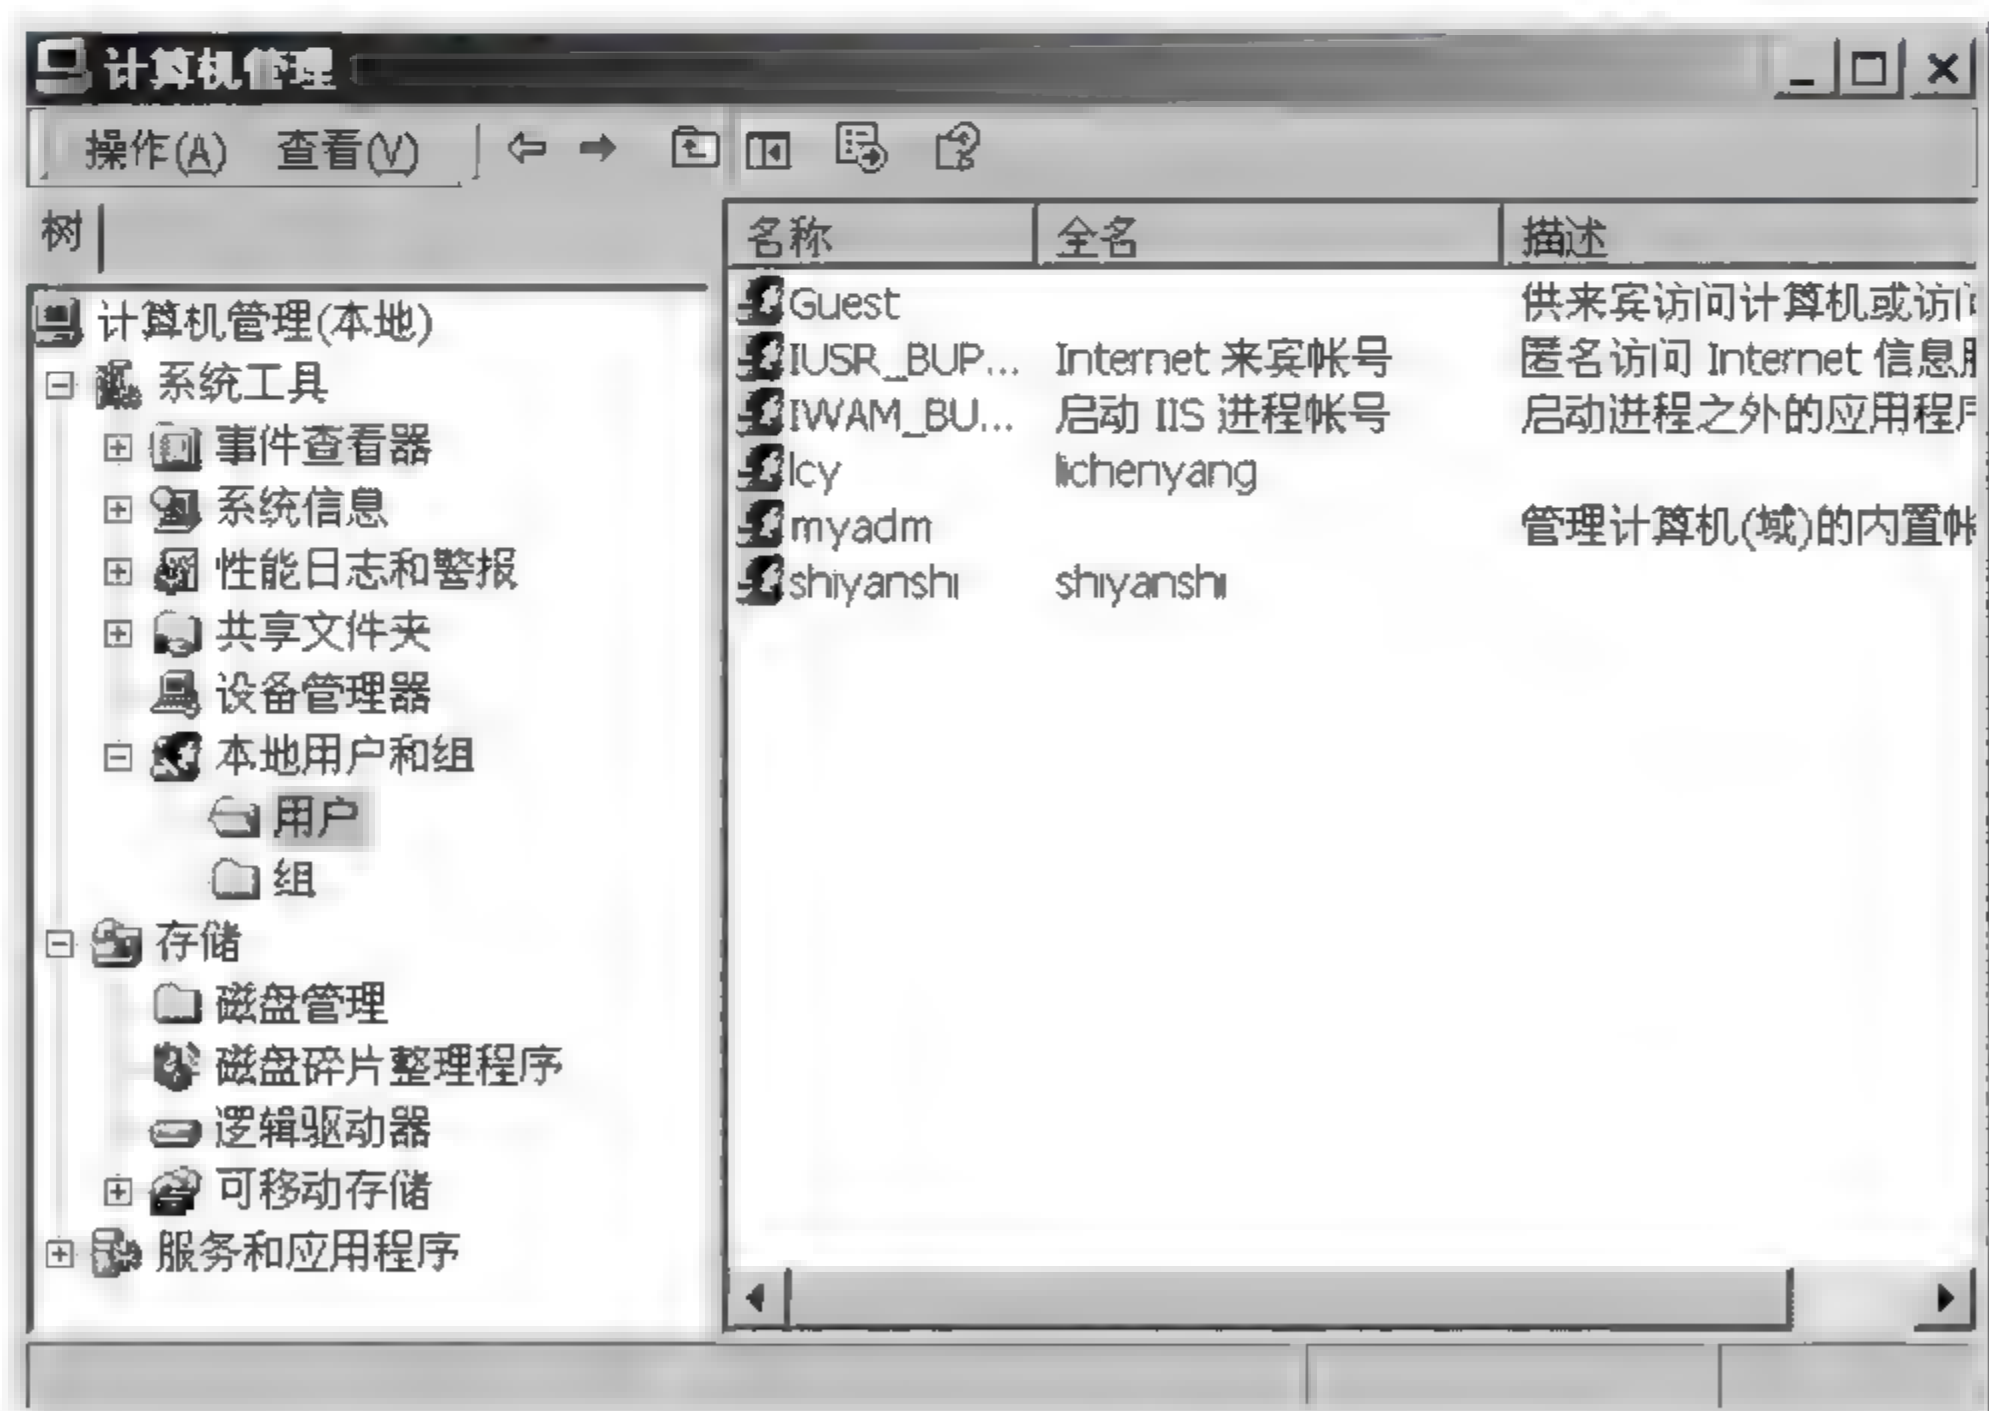 计算机管理
操作(A) 查看(V)
树
计算机管理(本地)
系统工具
事件查看器
系统信息
性能日志和警报
共享文件夹
设备管理器
本地用户和组
用户
组
存储
磁盘管理
磁盘碎片整理程序
逻辑驱动器
可移动存储
服务和应用程序
名称 全名 描述
Guest 供来宾访问计算机或访问
IUSR_BUP... Internet 来宾帐号 匿名访问 Internet 信息服
IWAM_BU... 启动 IIS 进程帐号 启动进程之外的应用程序
lcy lichenyang
myadm 管理计算机(域)的内置帐
shiyanshi shiyanshi